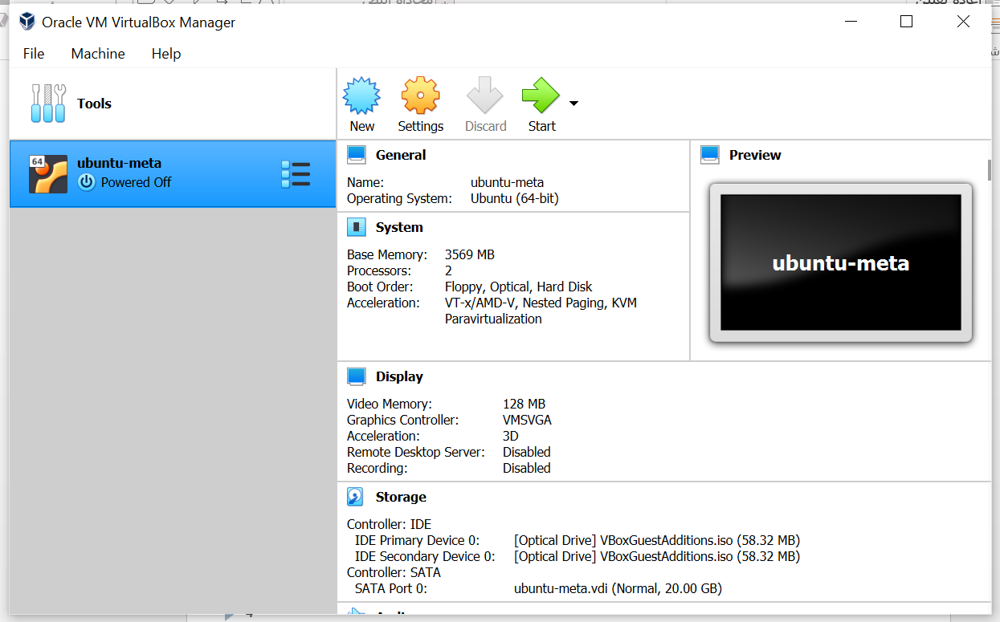 محاذاة النص
إعادة تعيين
Oracle VM VirtualBox Manager
File Machine Help
Tools
New Settings Discard Start
64
ubuntu-meta
Powered Off
General
Name: ubuntu-meta
Operating System: Ubuntu (64-bit)
Preview
ubuntu-meta
System
Base Memory: 3569 MB
Processors: 2
Boot Order: Floppy, Optical, Hard Disk
Acceleration: VT-x/AMD-V, Nested Paging, KVM
Paravirtualization
Display
Video Memory: 128 MB
Graphics Controller: VMSVGA
Acceleration: 3D
Remote Desktop Server: Disabled
Recording: Disabled
Storage
Controller: IDE
IDE Primary Device 0: [Optical Drive] VBoxGuestAdditions.iso (58.32 MB)
IDE Secondary Device 0: [Optical Drive] VBoxGuestAdditions.iso (58.32 MB)
Controller: SATA
SATA Port 0: ubuntu-meta.vdi (Normal, 20.00 GB)